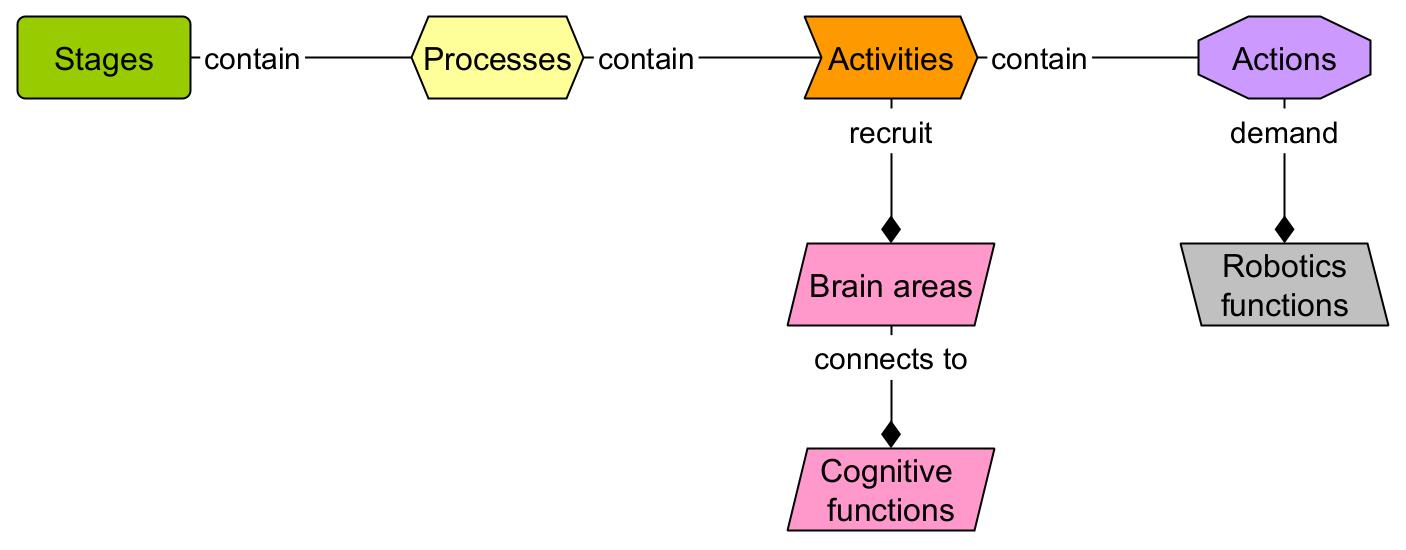 Stages contain Processes contain Activities contain Actions
recruit demand
Brain areas
Robotics
functions
connects to
Cognitive
functions